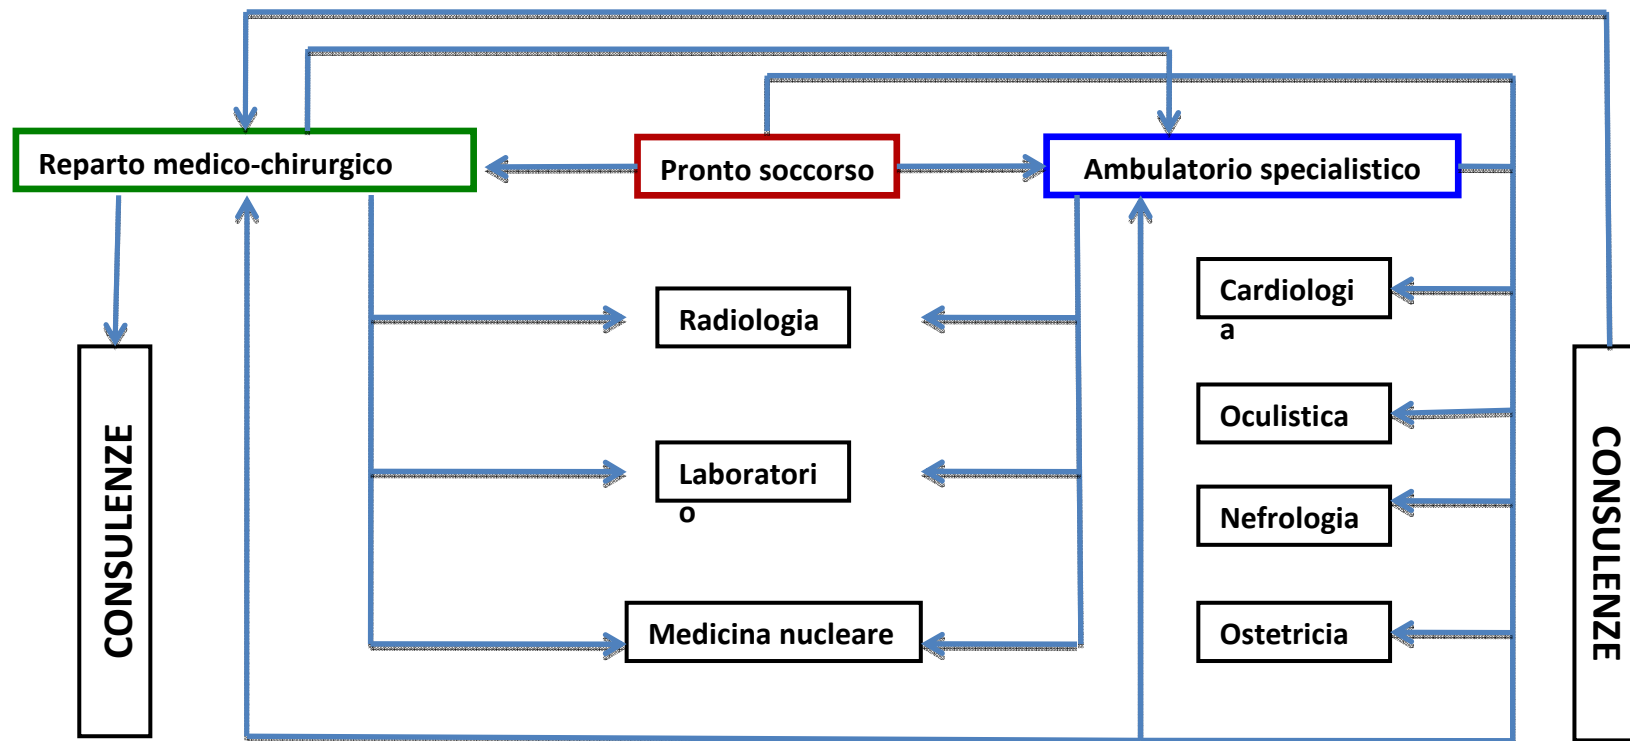 Reparto medico-chirurgico
Pronto soccorso
Ambulatorio specialistico
Cardiologi
a
Radiologia
Oculistica
Laboratori
o
Nefrologia
Medicina nucleare
Ostetricia
CONSULENZE
CONSULENZE